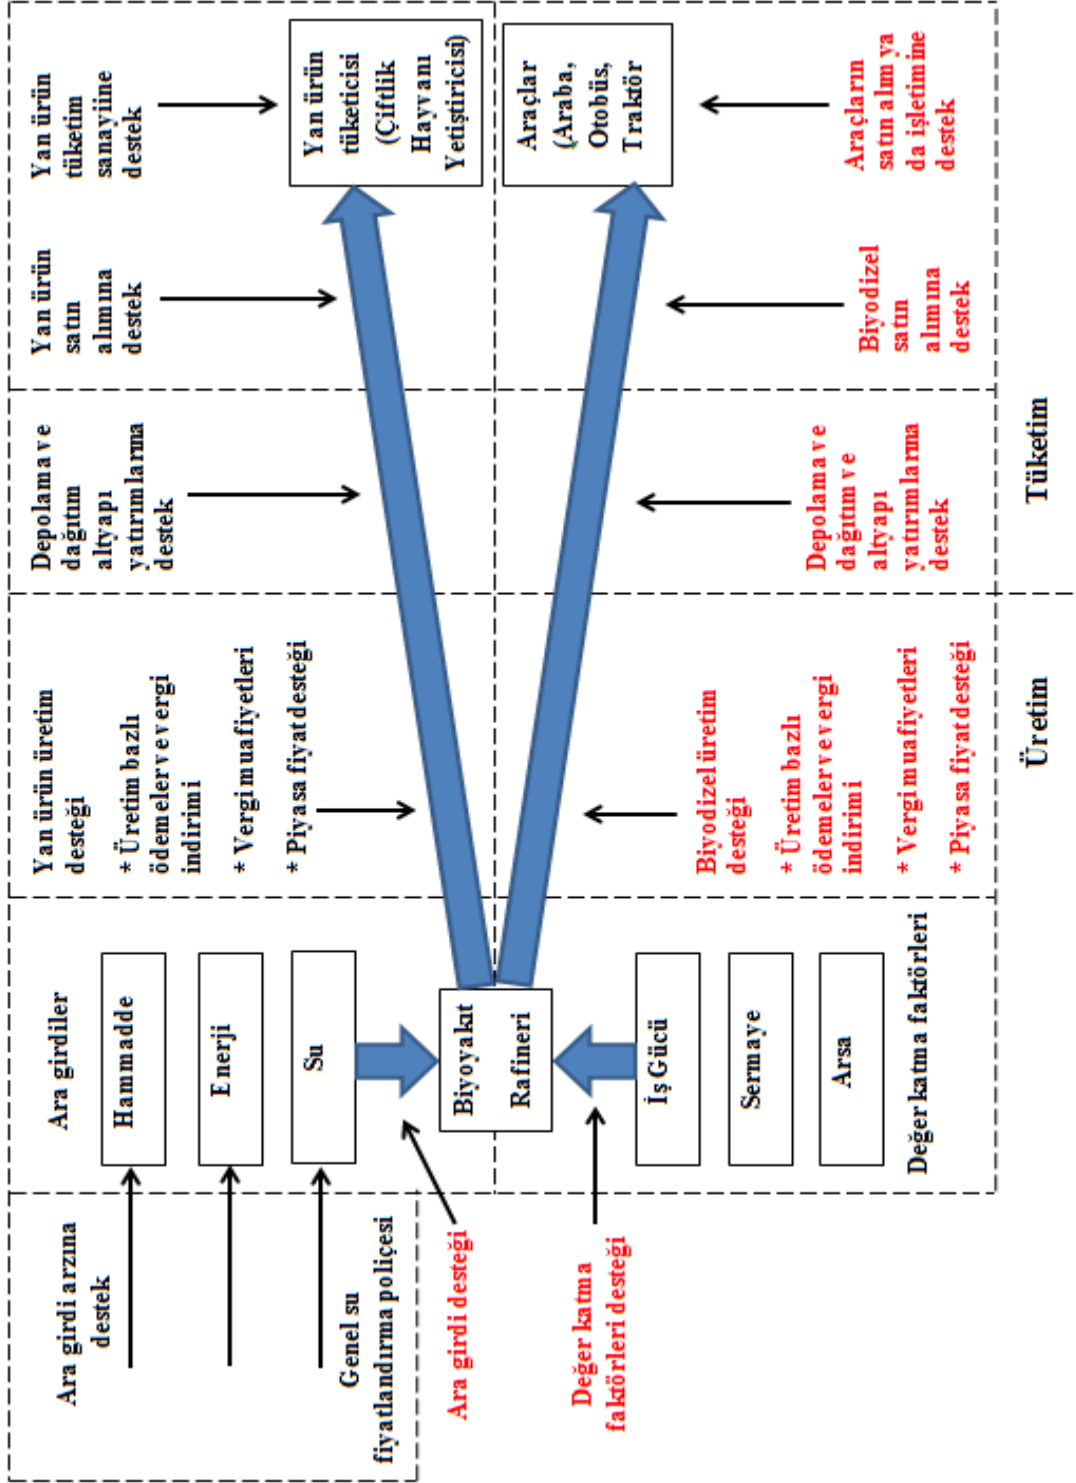 Ara girdi arzına
destek
Genel su
fiyatlandırma poliçesi
Ara girdi desteği
Değer katma
faktörleri desteği
Ara girdiler
Hammadde
Enerji
Su
Biyoyakıt
Rafineri
İş Gücü
Sermaye
Arsa
Değer katma faktörleri
Yan ürün üretim
desteği
* Üretim bazlı
ödemeler ve vergi
indirimi
* Vergi muafiyetleri
* Piyasa fiyat desteği
Biyodizel üretim
desteği
* Üretim bazlı
ödemeler ve vergi
indirimi
* Vergi muafiyetleri
* Piyasa fiyat desteği
Depolama ve
dağıtım
altyapı
yatırımlarına
destek
Depolama ve
dağıtım ve
altyapı
yatırımlarına
destek
Yan ürün
satın
alımına
destek
Biyodizel
satın
alımına
destek
Yan ürün
tüketim
sanayiine
destek
Yan ürün
tüketicisi
(Çiftlik
Hayvanı
Yetiştiricisi)
Araçlar
(Araba,
Otobüs,
Traktör
Araçların
satın alım ya
da işletimine
destek
Üretim
Tüketim